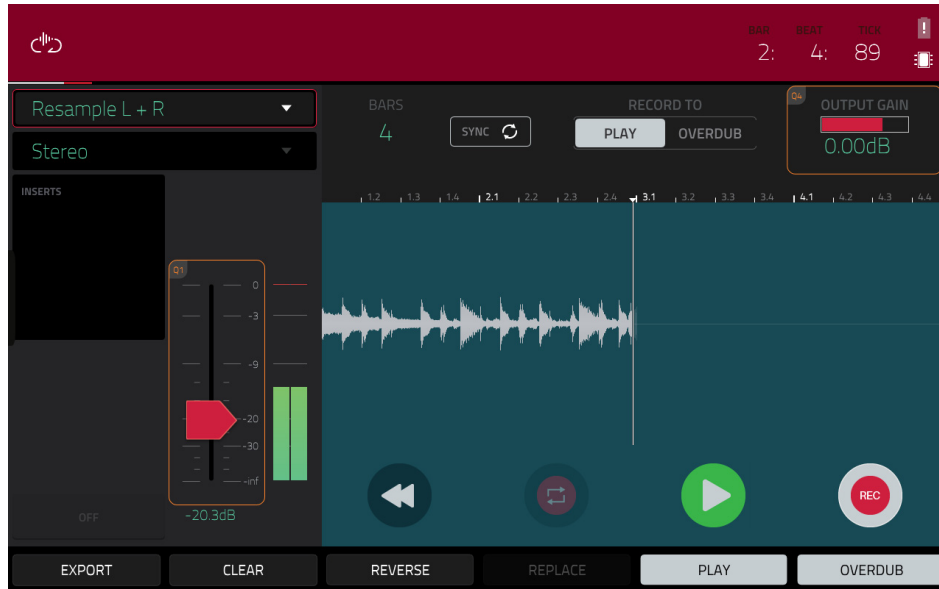 BAR BEAT TICK
2: 4: 89
Resample L + R
Stereo
INSERTS
OFF
Q1
0
-3
-9
-20
-30
-inf
-20.3dB
BARS
4
SYNC
RECORD TO
PLAY OVERDUB
Q4
OUTPUT GAIN
0.00dB
1.2 1.3 1.4 2.1 2.2 2.3 2.4 3.1 3.2 3.3 3.4 4.1 4.2 4.3 4.4
REC
EXPORT CLEAR REVERSE REPLACE PLAY OVERDUB